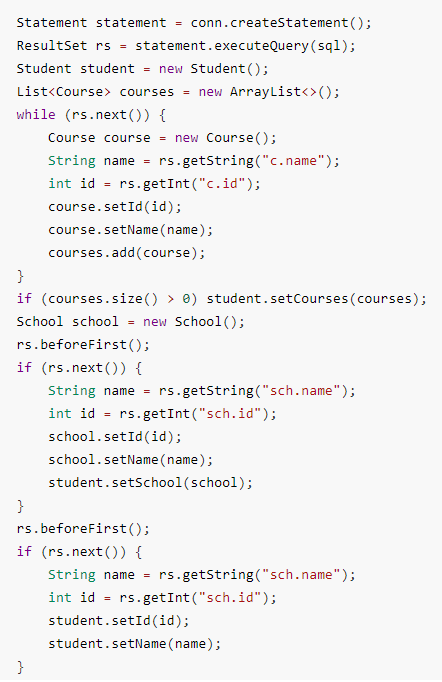 Statement statement = conn.createStatement();
ResultSet rs = statement.executeQuery(sql);
Student student = new Student();
List<Course> courses = new ArrayList<>();
while (rs.next()) {
    Course course = new Course();
    String name = rs.getString("c.name");
    int id = rs.getInt("c.id");
    course.setId(id);
    course.setName(name);
    courses.add(course);
}
if (courses.size() > 0) student.setCourses(courses);
School school = new School();
rs.beforeFirst();
if (rs.next()) {
    String name = rs.getString("sch.name");
    int id = rs.getInt("sch.id");
    school.setId(id);
    school.setName(name);
    student.setSchool(school);
}
rs.beforeFirst();
if (rs.next()) {
    String name = rs.getString("sch.name");
    int id = rs.getInt("sch.id");
    student.setId(id);
    student.setName(name);
}